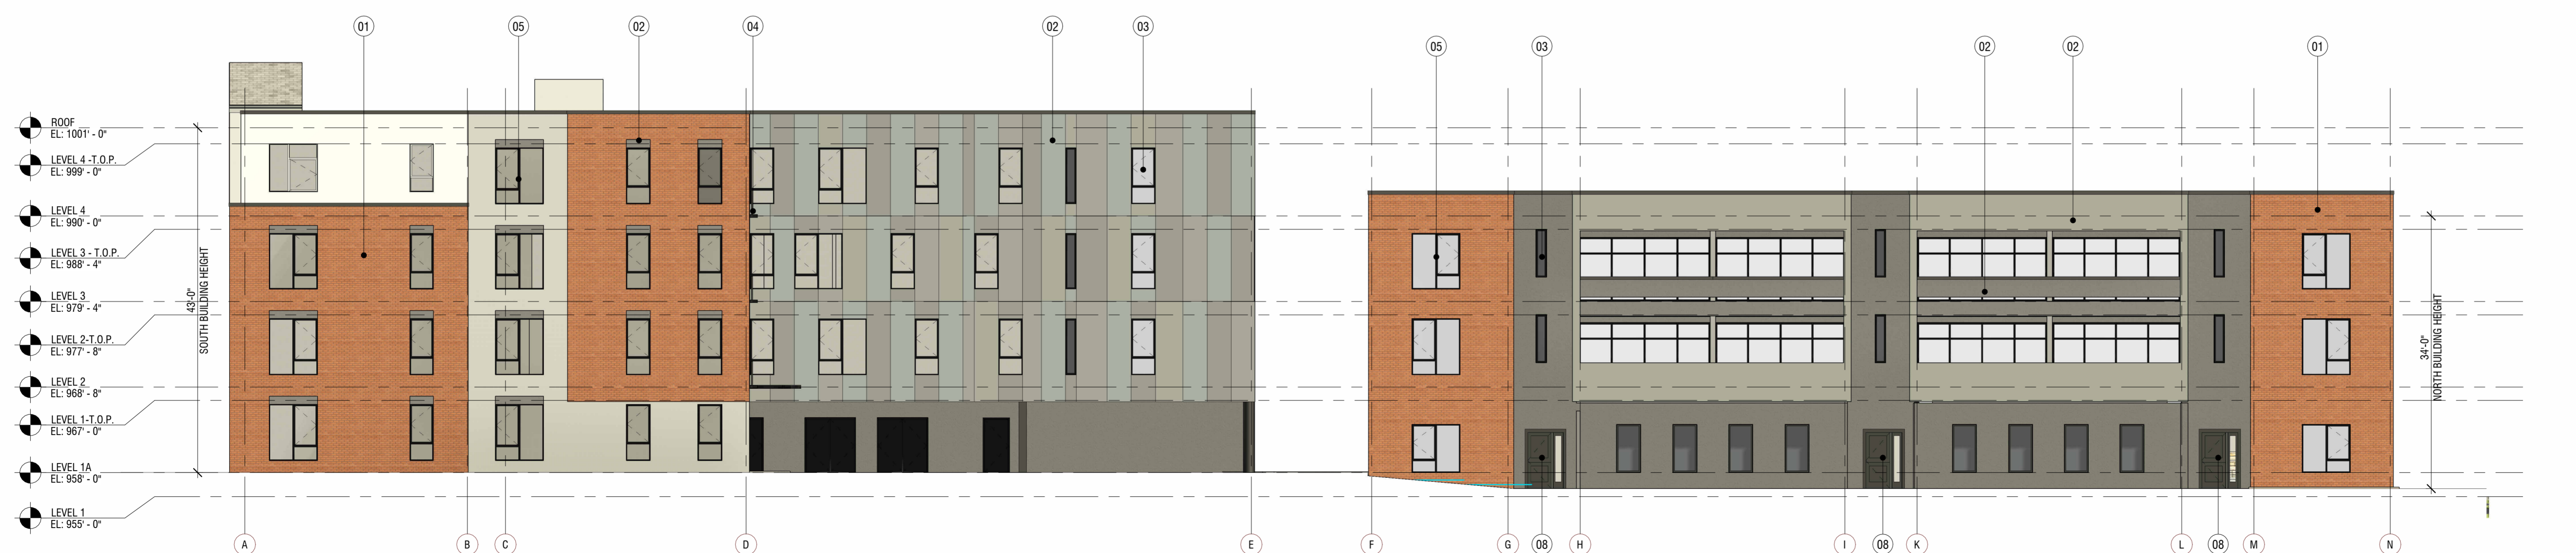 01
05
02
04
02
03
05
03
02
02
01
ROOF
EL: 1001' - 0"
LEVEL 4 -T.O.P.
EL: 999' - 0"
LEVEL 4
EL: 990' - 0"
LEVEL 3 - T.O.P.
EL: 988' - 4"
LEVEL 3
EL: 979' - 4"
LEVEL 2-T.O.P.
EL: 977' - 8"
LEVEL 2
EL: 968' - 8"
LEVEL 1-T.O.P.
EL: 967' - 0"
LEVEL 1A
EL: 958' - 0"
LEVEL 1
EL: 955' - 0"
43'-0"
SOUTH BUILDING HEIGHT
34'-0"
NORTH BUILDING HEIGHT
A
B
C
D
E
F
G
08
H
I
08
K
L
08
M
N